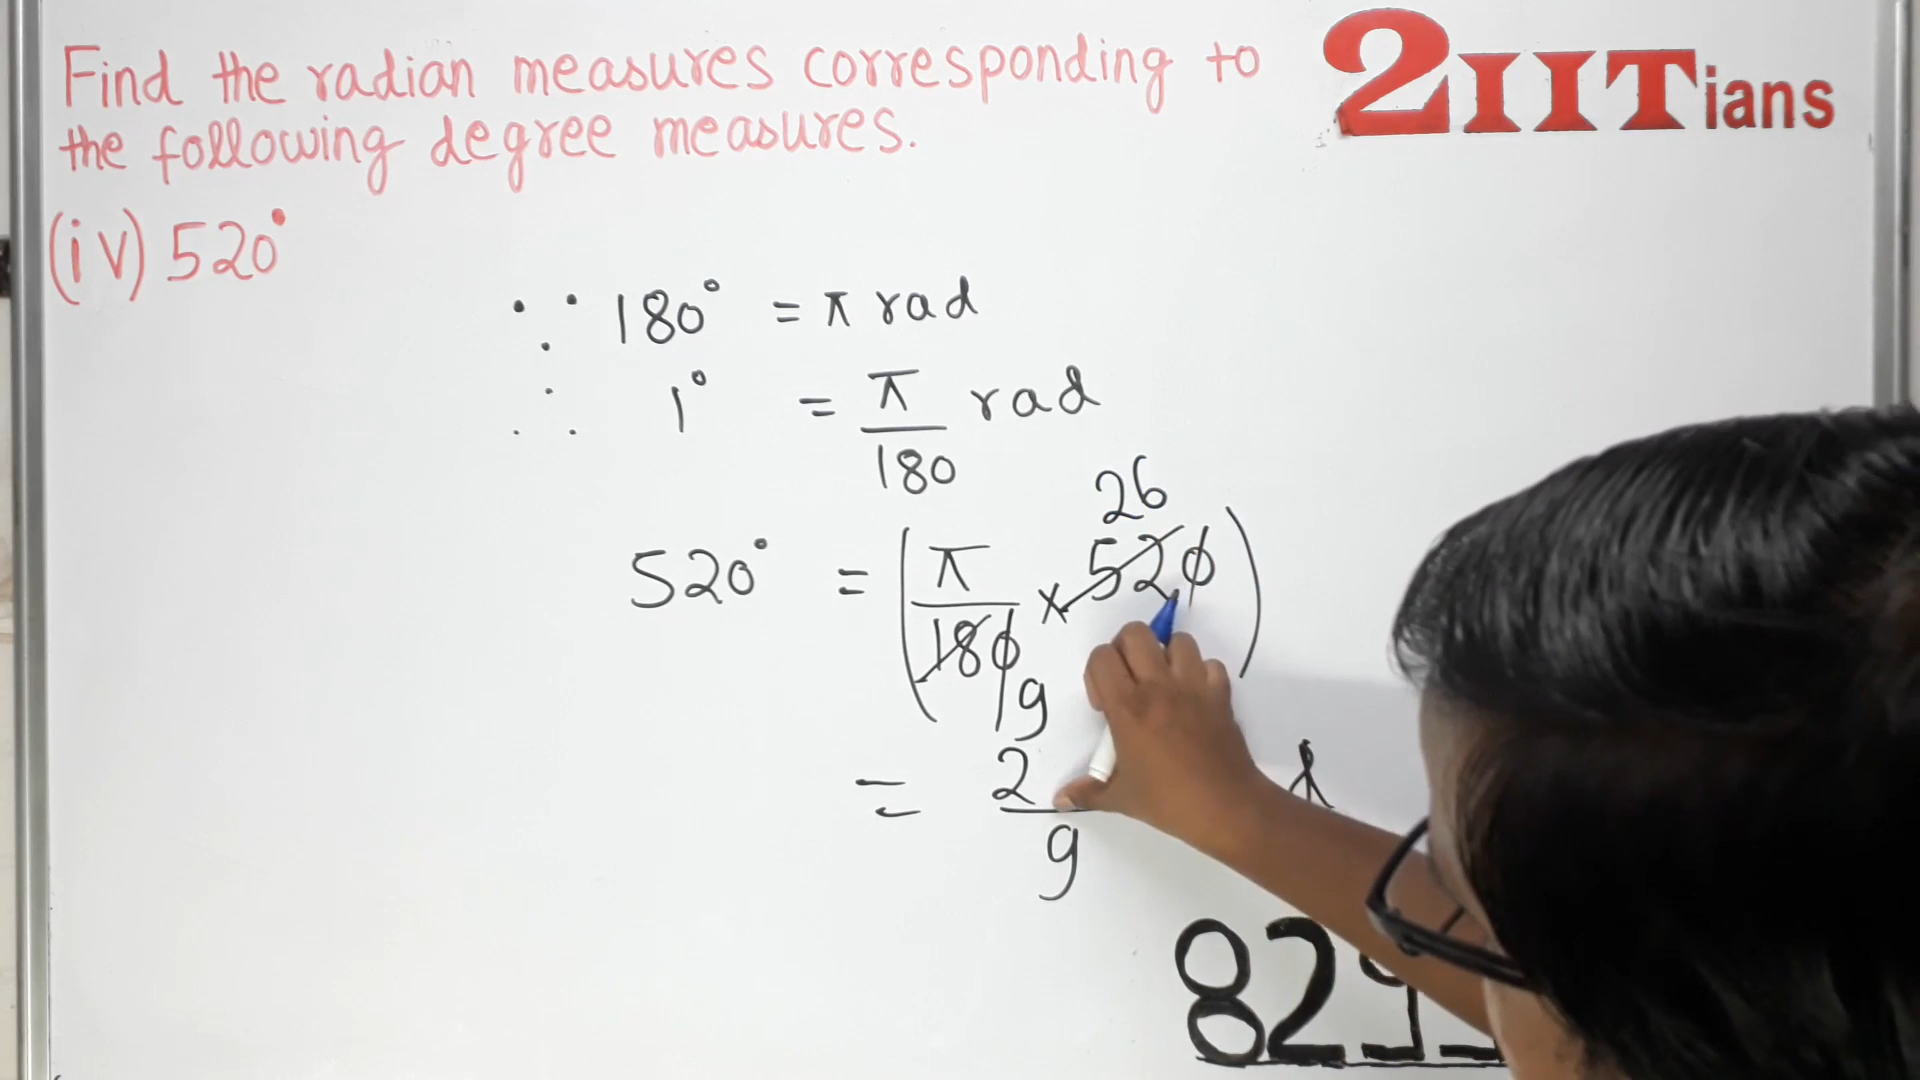 Find the radian measures corresponding to
the following degree measures.
2IITians
(iv) 520°
∵ 180° = π rad
∴ 1° = π/180 rad
26
520° = (π/180 × 520)
9
= 2
9
829